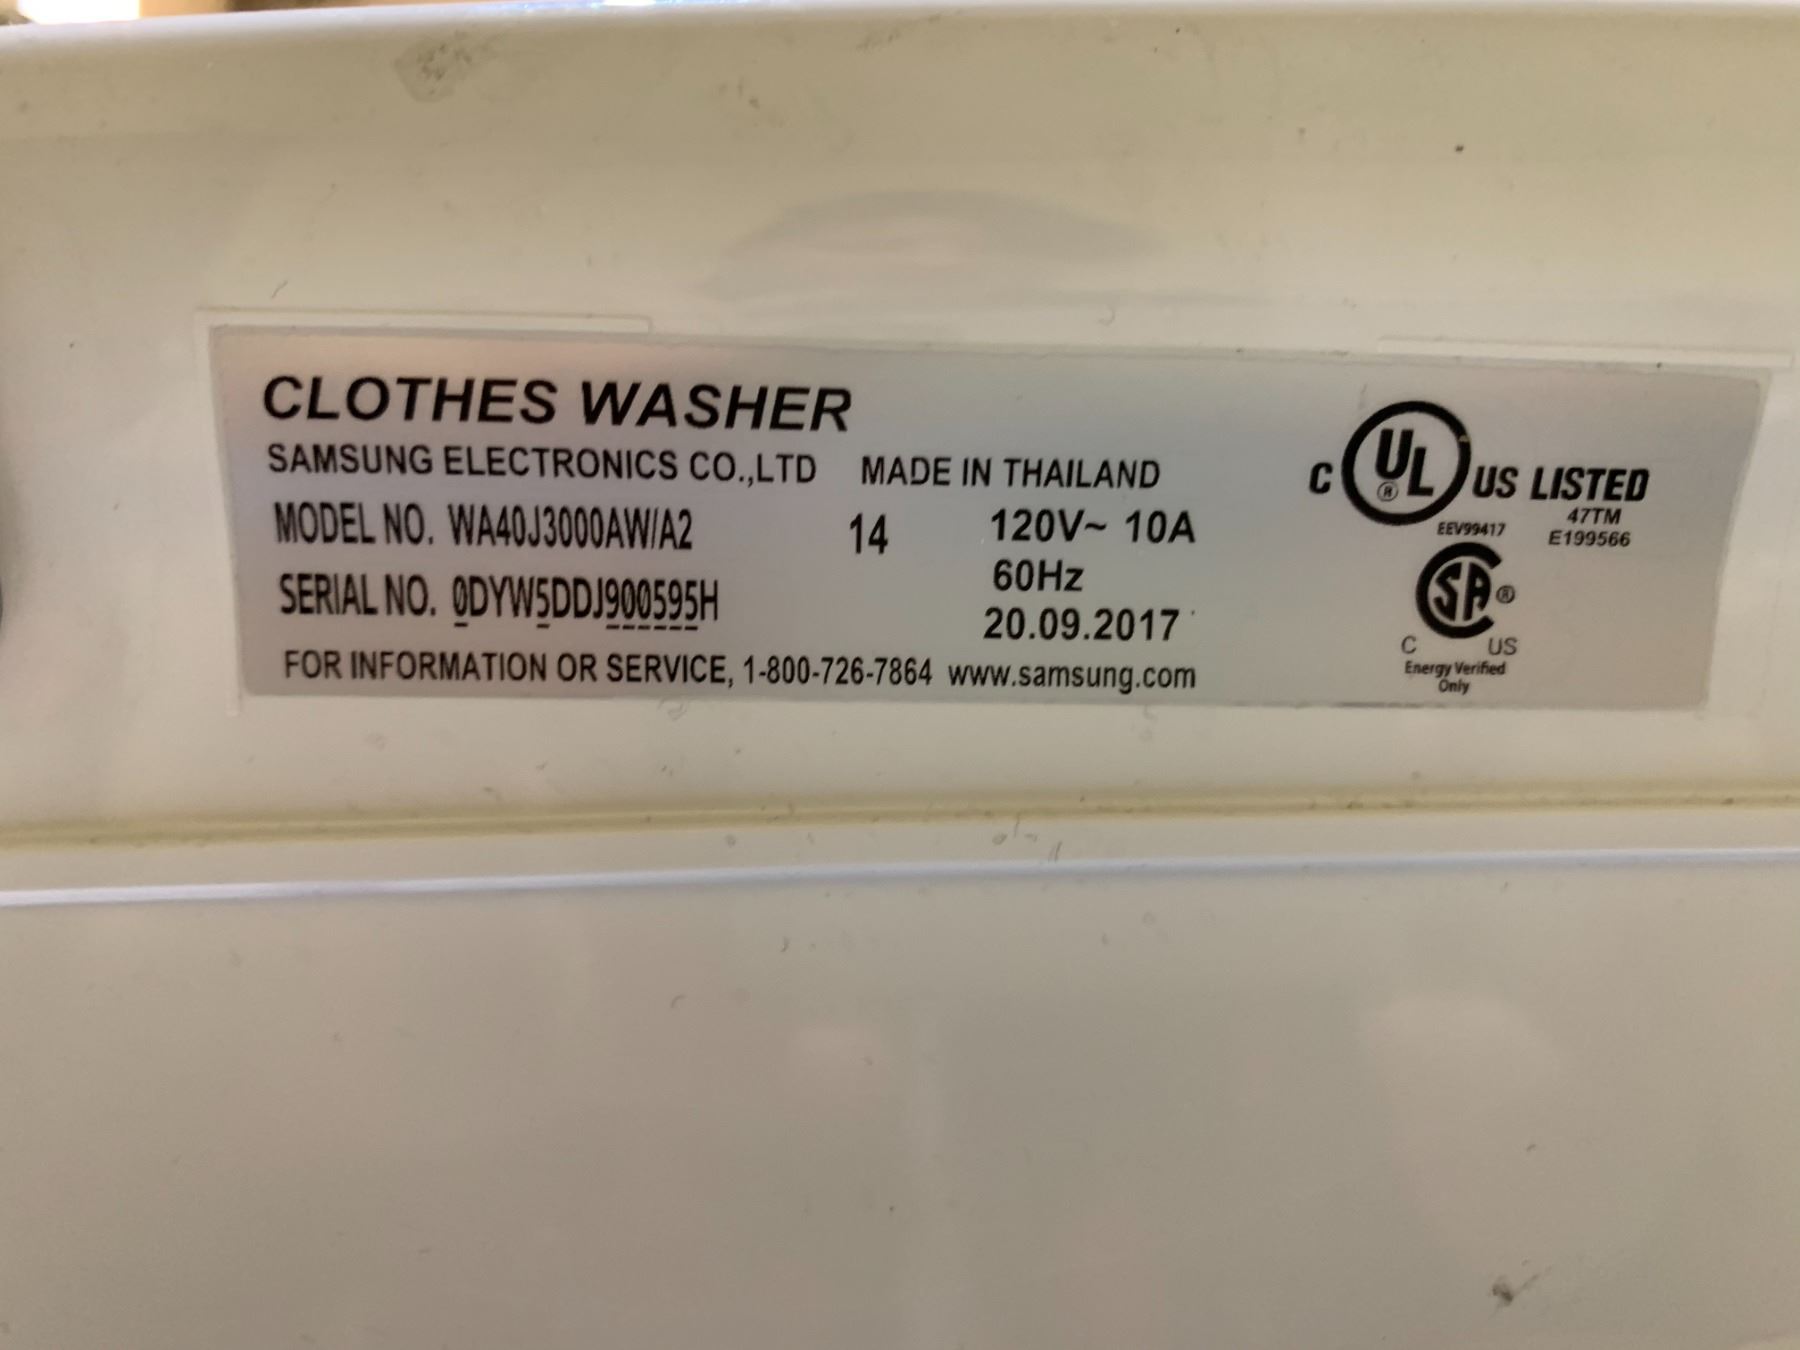 CLOTHES WASHER
SAMSUNG ELECTRONICS CO.,LTD MADE IN THAILAND
MODEL NO. WA40J3000AW/A2 14 120V~ 10A
SERIAL NO. 0DYW5DDJ900595H 60Hz
20.09.2017
FOR INFORMATION OR SERVICE, 1-800-726-7864 www.samsung.com
C UL ® US LISTED
47TM
EEV99417 E199566
SA ®
C US
Energy Verified
Only